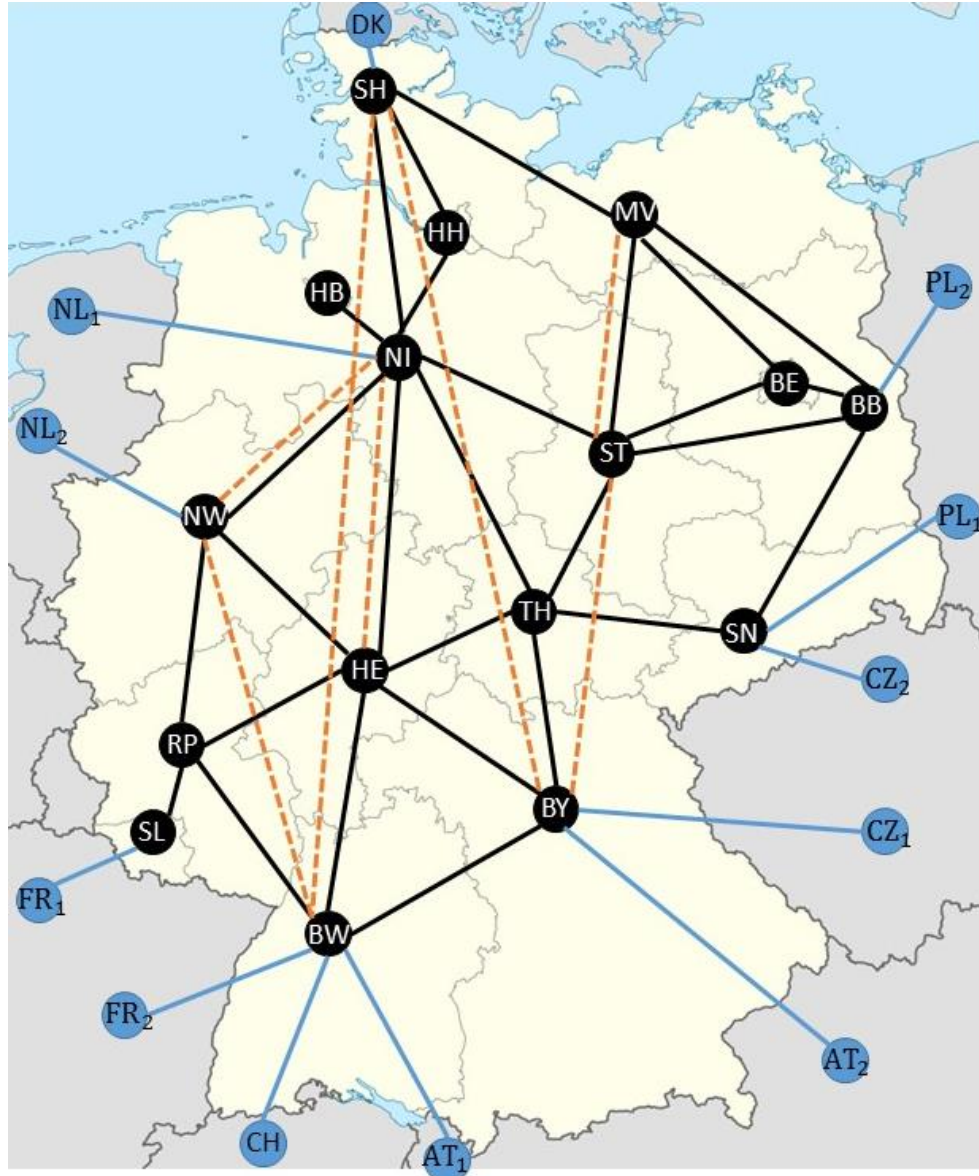 DK
SH
MV
HH
HB
PL₂
NL₁
NI
BE
BB
NL₂
ST
NW
PL₁
TH
SN
HE
CZ₂
RP
BY
SL
CZ₁
FR₁
BW
FR₂
AT₂
CH
AT₁